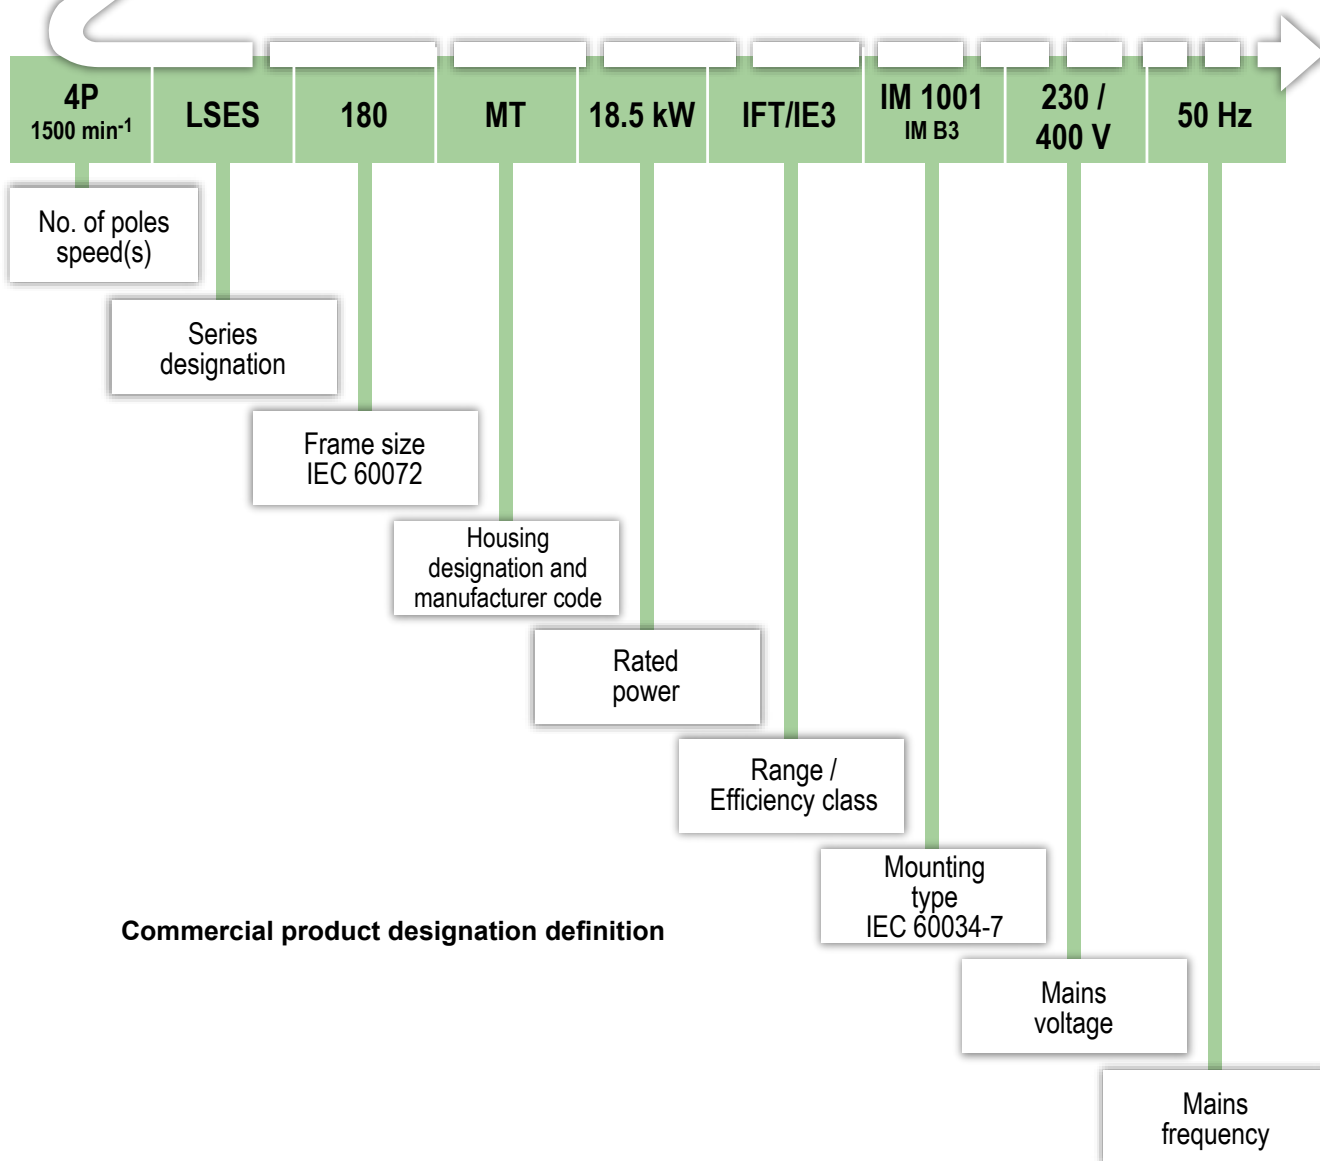 4P
1500 min-1
LSES
180
MT
18.5 kW
IFT/IE3
IM 1001
IM B3
230 /
400 V
50 Hz
No. of poles
speed(s)
Series
designation
Frame size
IEC 60072
Housing
designation and
manufacturer code
Rated
power
Range /
Efficiency class
Mounting
type
IEC 60034-7
Commercial product designation definition
Mains
voltage
Mains
frequency